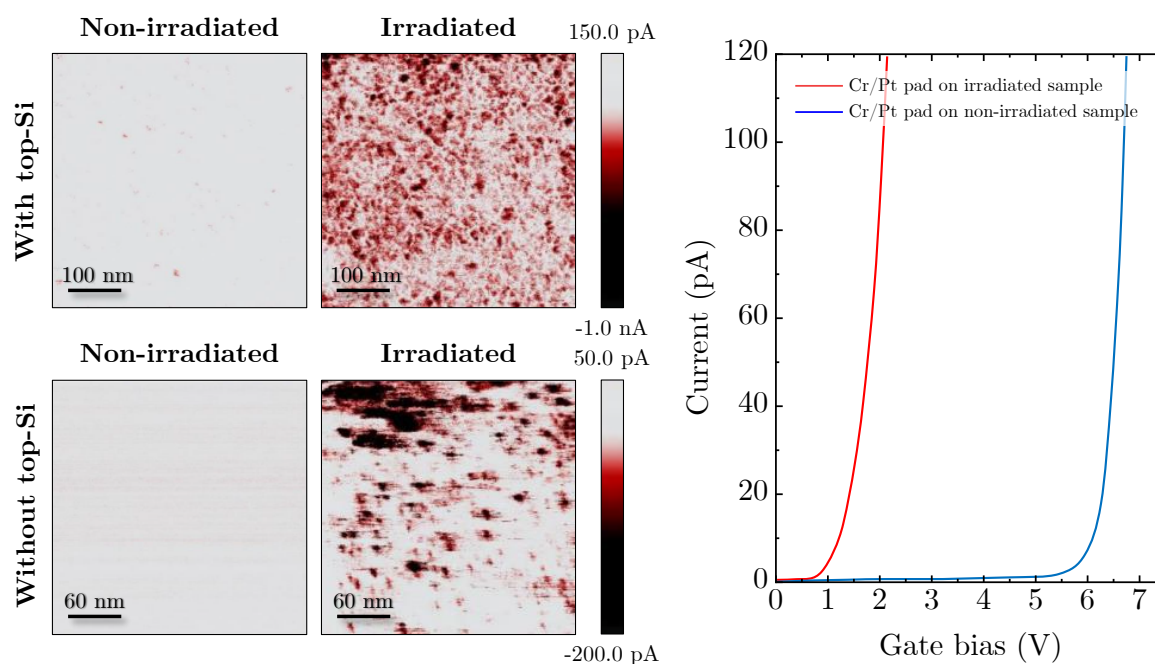 Non-irradiated
Irradiated
150.0 pA
With top-Si
100 nm
100 nm
-1.0 nA
Non-irradiated
Irradiated
50.0 pA
Without top-Si
60 nm
60 nm
-200.0 pA
120
100
80
60
40
20
0
Current (pA)
Cr/Pt pad on irradiated sample
Cr/Pt pad on non-irradiated sample
0 1 2 3 4 5 6 7
Gate bias (V)